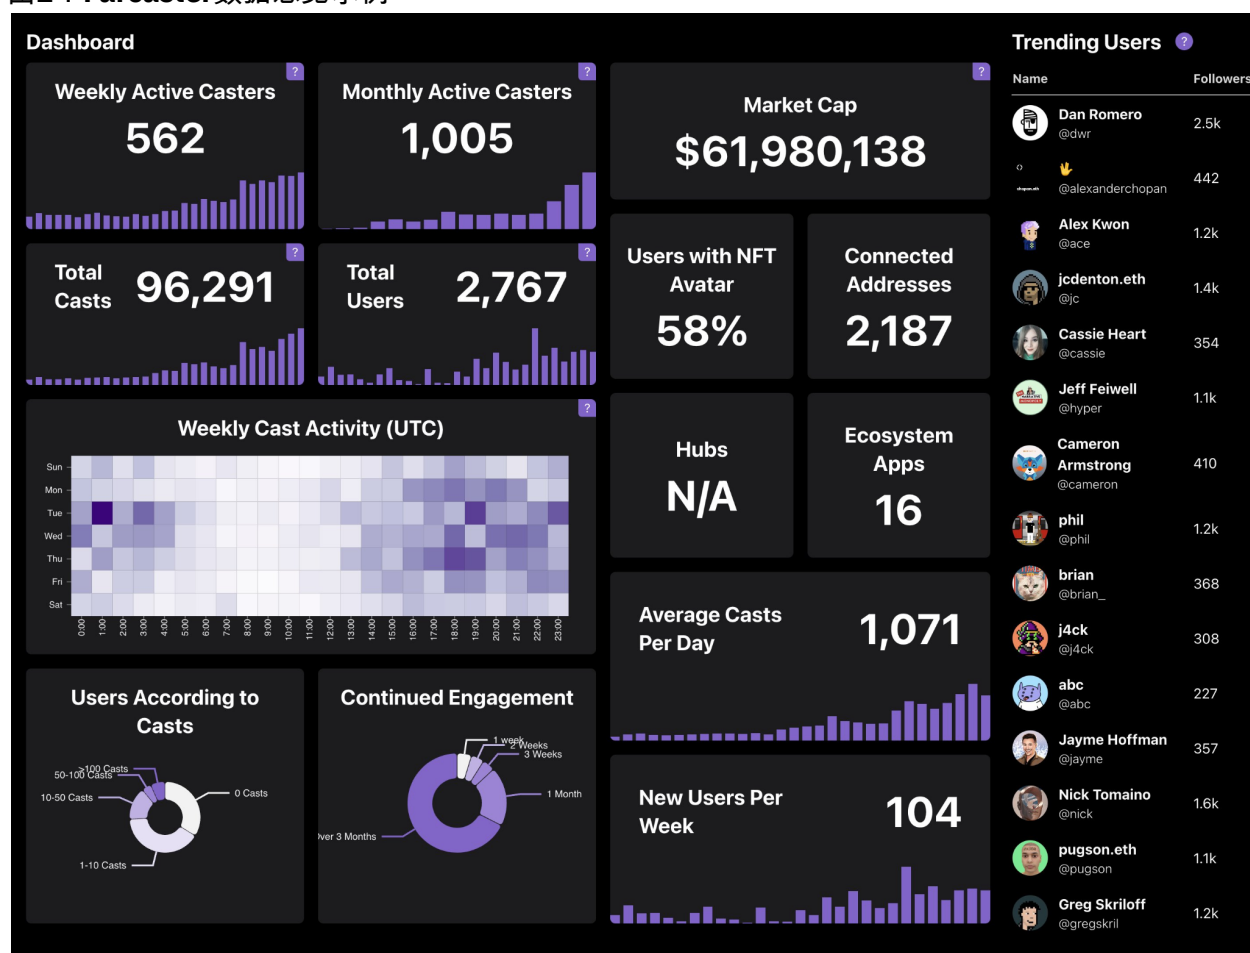 Dashboard
?
Weekly Active Casters
562
?
Monthly Active Casters
1,005
?
Market Cap
$61,980,138
?
Total
Casts
96,291
?
Total
Users
2,767
Users with NFT
Avatar
58%
Connected
Addresses
2,187
?
Weekly Cast Activity (UTC)
Sun
Mon
Tue
Wed
Thu
Fri
Sat
0:00
1:00
2:00
3:00
4:00
5:00
6:00
7:00
8:00
9:00
10:00
11:00
12:00
13:00
14:00
15:00
16:00
17:00
18:00
19:00
20:00
21:00
22:00
23:00
Hubs
N/A
Ecosystem
Apps
16
Average Casts
Per Day
1,071
Users According to
Casts
>100 Casts
50-100 Casts
10-50 Casts
1-10 Casts
0 Casts
Continued Engagement
1 week
2 Weeks
3 Weeks
1 Month
ver 3 Months
New Users Per
Week
104
Trending Users ?
Name Followers
Dan Romero
@dwr
2.5k
chopan.eth
@alexanderchopan
442
Alex Kwon
@ace
1.2k
jcdenton.eth
@jc
1.4k
Cassie Heart
@cassie
354
Jeff Feiwell
@hyper
1.1k
Cameron
Armstrong
@cameron
410
phil
@phil
1.2k
brian
@brian_
368
j4ck
@j4ck
308
abc
@abc
227
Jayme Hoffman
@jayme
357
Nick Tomaino
@nick
1.6k
pugson.eth
@pugson
1.1k
Greg Skriloff
@gregskril
1.2k